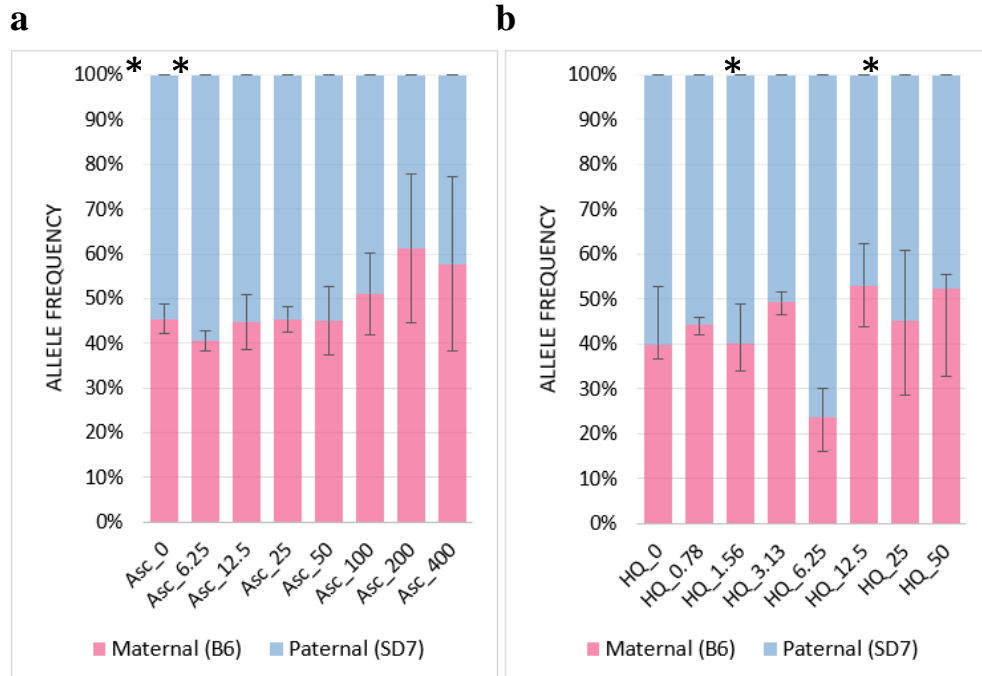 a
b
* *
* *
100%
90%
80%
70%
60%
50%
40%
30%
20%
10%
0%
ALLELE FREQUENCY
Asc_0
Asc_6.25
Asc_12.5
Asc_25
Asc_50
Asc_100
Asc_200
Asc_400
Maternal (B6) Paternal (SD7)
100%
90%
80%
70%
60%
50%
40%
30%
20%
10%
0%
ALLELE FREQUENCY
HQ_0
HQ_0.78
HQ_1.56
HQ_3.13
HQ_6.25
HQ_12.5
HQ_25
HQ_50
Maternal (B6) Paternal (SD7)